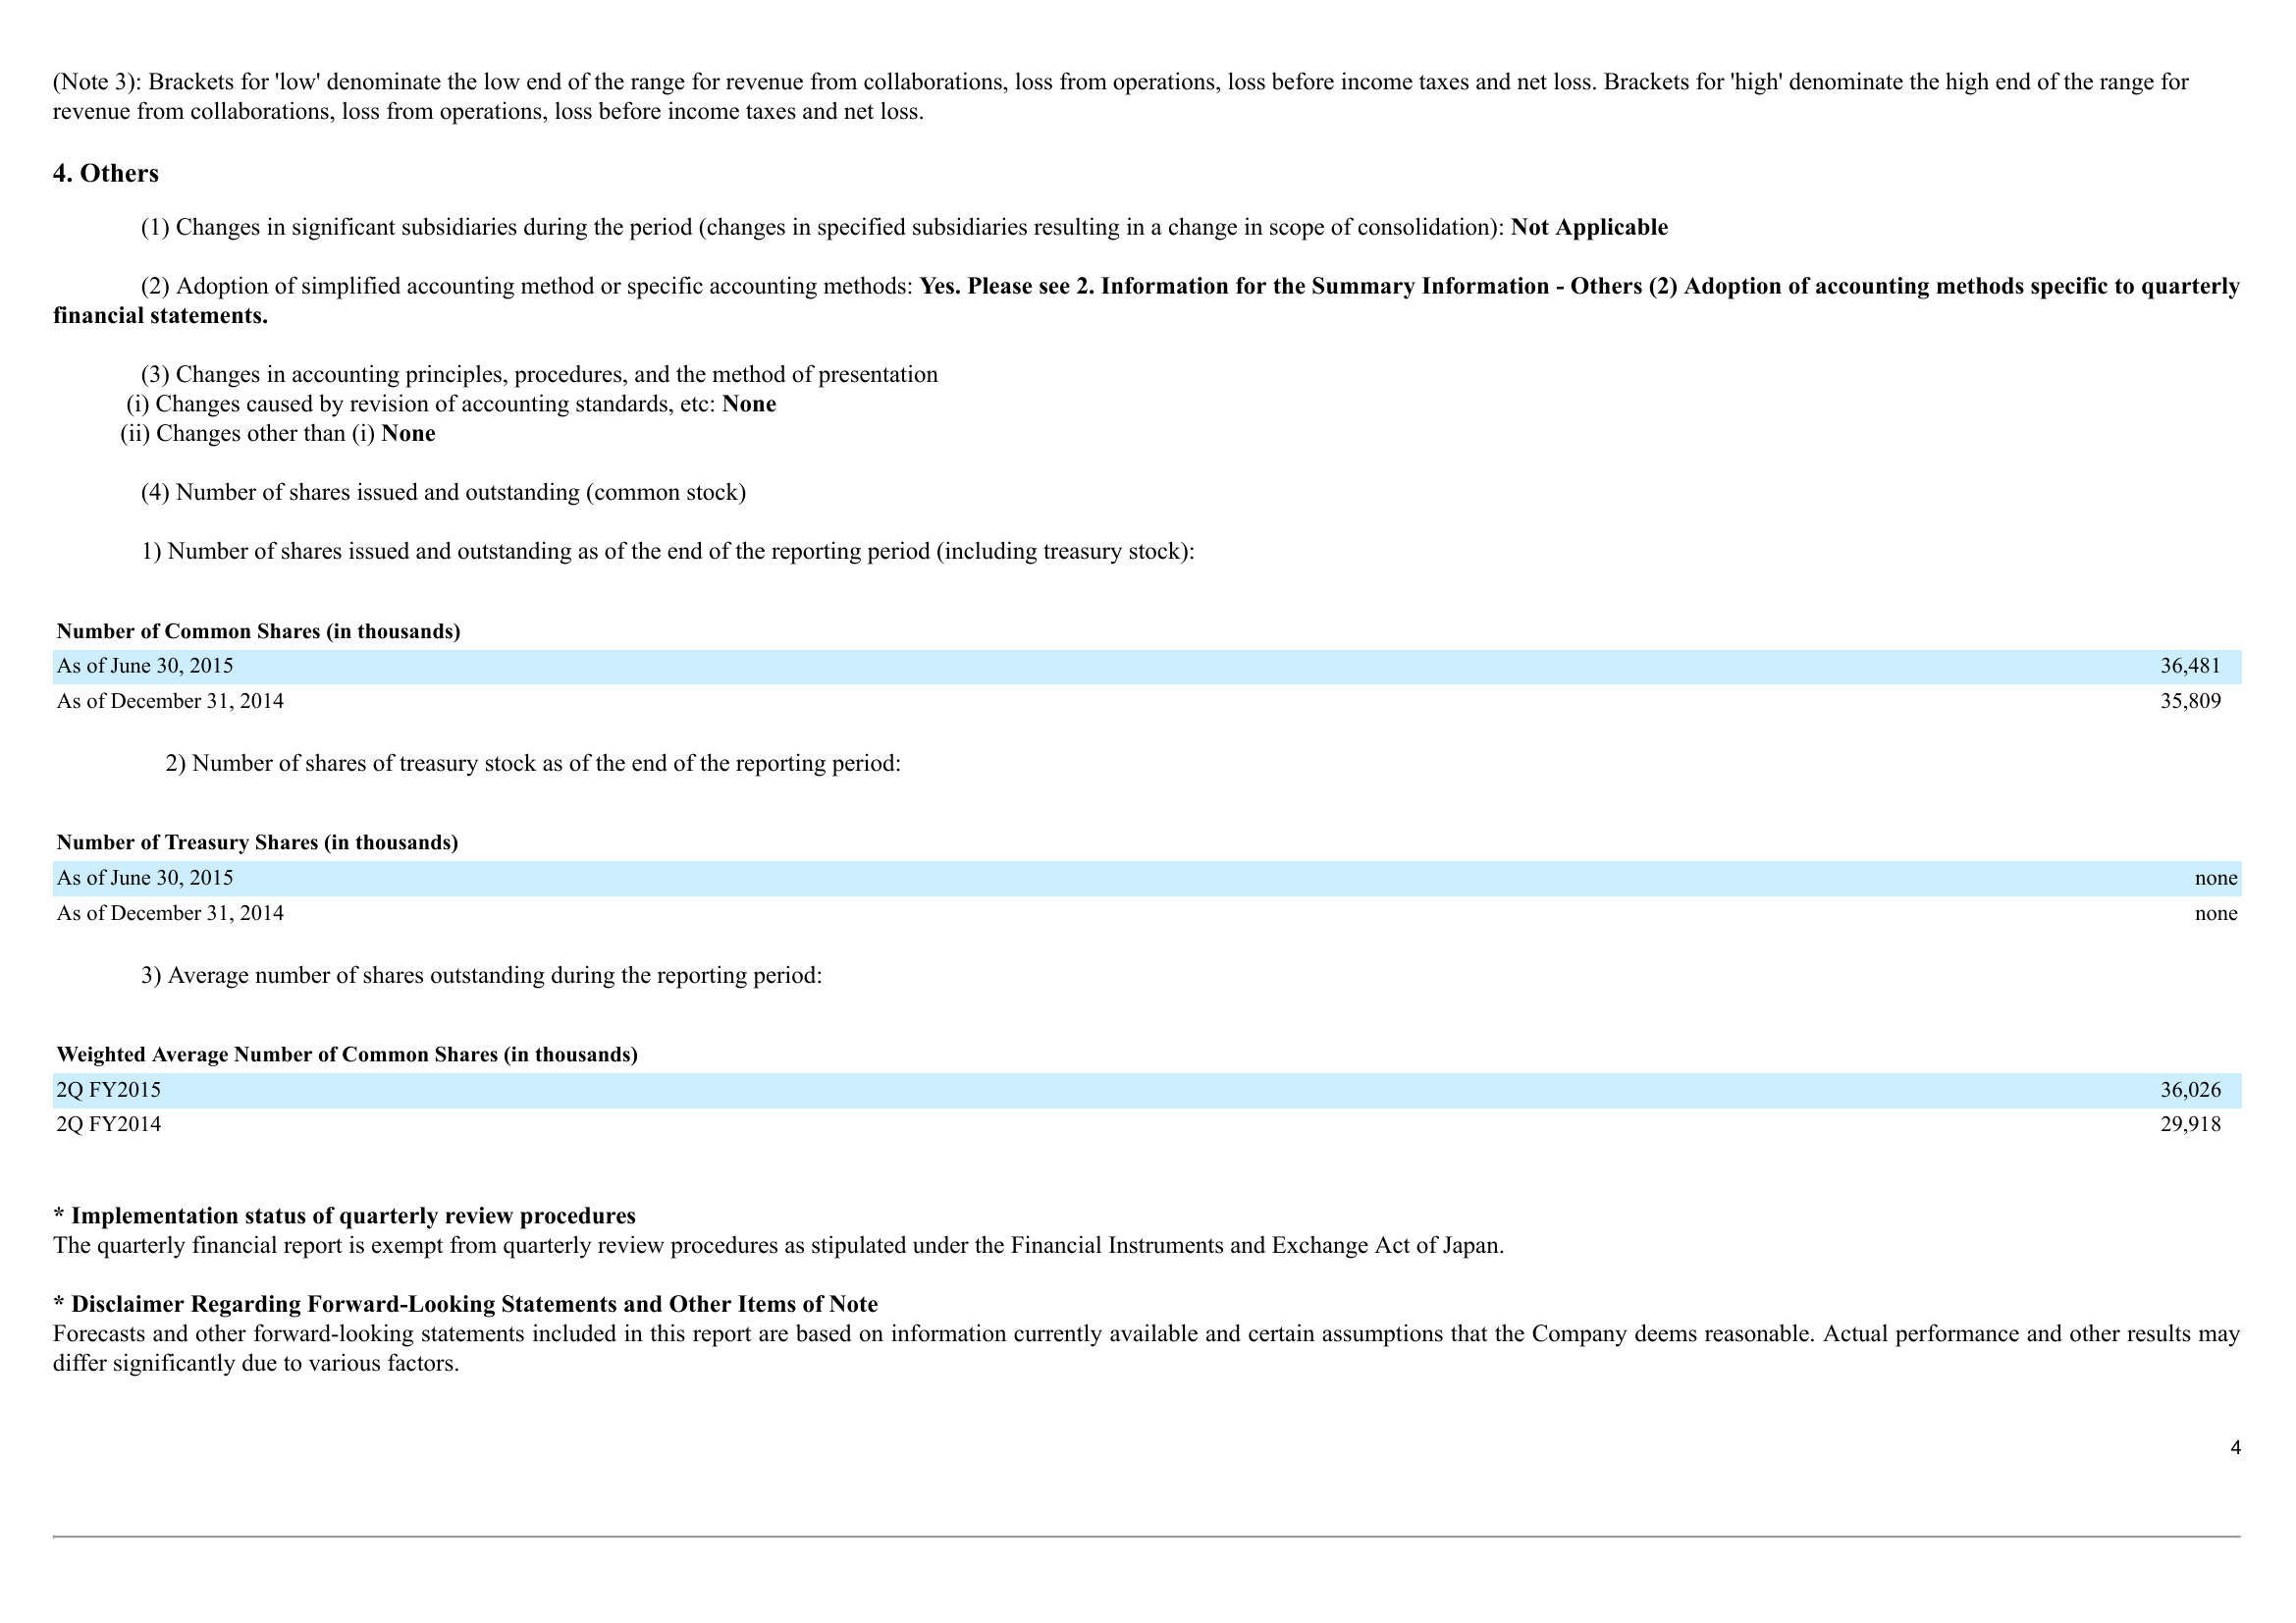 (Note 3): Brackets for 'low' denominate the low end of the range for revenue from collaborations, loss from operations, loss before income taxes and net loss. Brackets for 'high' denominate the high end of the range for
revenue from collaborations, loss from operations, loss before income taxes and net loss.
4. Others
(1) Changes in significant subsidiaries during the period (changes in specified subsidiaries resulting in a change in scope of consolidation): Not Applicable
(2) Adoption of simplified accounting method or specific accounting methods: Yes. Please see 2. Information for the Summary Information - Others (2) Adoption of accounting methods specific to quarterly
financial statements.
(3) Changes in accounting principles, procedures, and the method of presentation
(i) Changes caused by revision of accounting standards, etc: None
(ii) Changes other than (i) None
(4) Number of shares issued and outstanding (common stock)
1) Number of shares issued and outstanding as of the end of the reporting period (including treasury stock):
Number of Common Shares (in thousands)
As of June 30, 2015 36,481
As of December 31, 2014 35,809
2) Number of shares of treasury stock as of the end of the reporting period:
Number of Treasury Shares (in thousands)
As of June 30, 2015 none
As of December 31, 2014 none
3) Average number of shares outstanding during the reporting period:
Weighted Average Number of Common Shares (in thousands)
2Q FY2015 36,026
2Q FY2014 29,918
* Implementation status of quarterly review procedures
The quarterly financial report is exempt from quarterly review procedures as stipulated under the Financial Instruments and Exchange Act of Japan.
* Disclaimer Regarding Forward-Looking Statements and Other Items of Note
Forecasts and other forward-looking statements included in this report are based on information currently available and certain assumptions that the Company deems reasonable. Actual performance and other results may
differ significantly due to various factors.
4